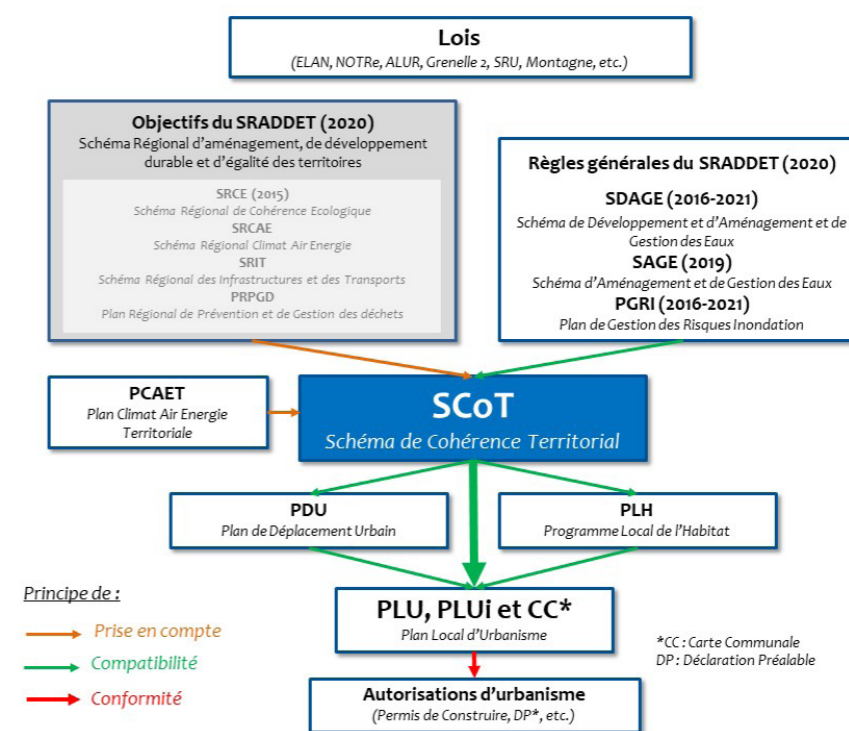 Lois
(ELAN, NOTRe, ALUR, Grenelle 2, SRU, Montagne, etc.)
Objectifs du SRADDET (2020)
Schéma Régional d'aménagement, de développement
durable et d'égalité des territoires
SRCE (2015)
Schéma Régional de Cohérence Ecologique
SRCAE
Schéma Régional Climat Air Energie
SRIT
Schéma Régional des Infrastructures et des Transports
PRPGD
Plan Régional de Prévention et de Gestion des déchets
Règles générales du SRADDET (2020)
SDAGE (2016-2021)
Schéma de Développement et d'Aménagement et de
Gestion des Eaux
SAGE (2019)
Schéma d'Aménagement et de Gestion des Eaux
PGRI (2016-2021)
Plan de Gestion des Risques Inondation
PCAET
Plan Climat Air Energie
Territoriale
SCoT
Schéma de Cohérence Territorial
PDU
Plan de Déplacement Urbain
PLH
Programme Local de l'Habitat
PLU, PLUi et CC*
Plan Local d'Urbanisme
Autorisations d'urbanisme
(Permis de Construire, DP*, etc.)
Principe de :
Prise en compte
Compatibilité
Conformité
*CC : Carte Communale
DP : Déclaration Préalable